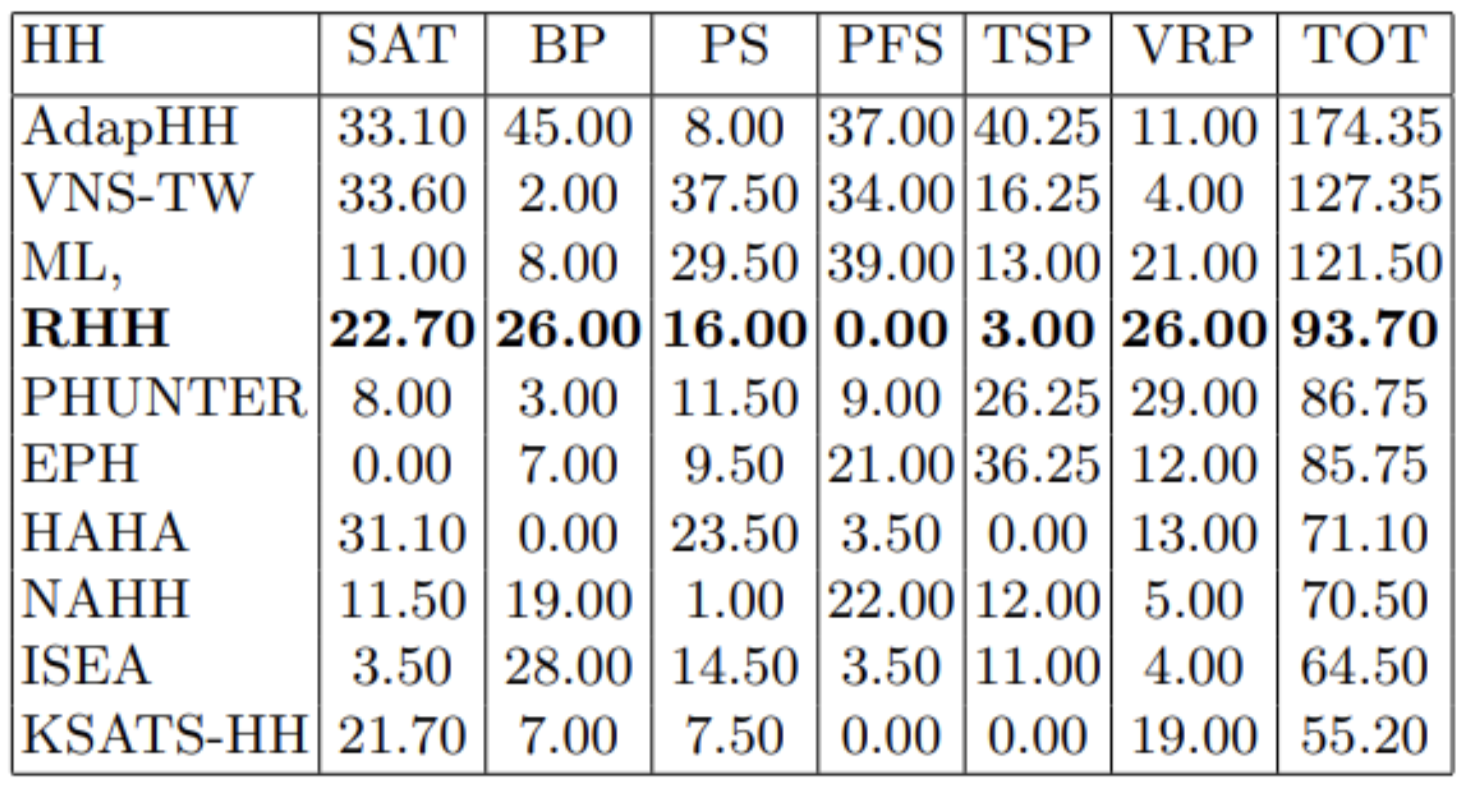 HH SAT BP PS PFS TSP VRP TOT
AdapHH 33.10 45.00 8.00 37.00 40.25 11.00 174.35
VNS-TW 33.60 2.00 37.50 34.00 16.25 4.00 127.35
ML, 11.00 8.00 29.50 39.00 13.00 21.00 121.50
RHH 22.70 26.00 16.00 0.00 3.00 26.00 93.70
PHUNTER 8.00 3.00 11.50 9.00 26.25 29.00 86.75
EPH 0.00 7.00 9.50 21.00 36.25 12.00 85.75
HAHA 31.10 0.00 23.50 3.50 0.00 13.00 71.10
NAHH 11.50 19.00 1.00 22.00 12.00 5.00 70.50
ISEA 3.50 28.00 14.50 3.50 11.00 4.00 64.50
KSATS-HH 21.70 7.00 7.50 0.00 0.00 19.00 55.20